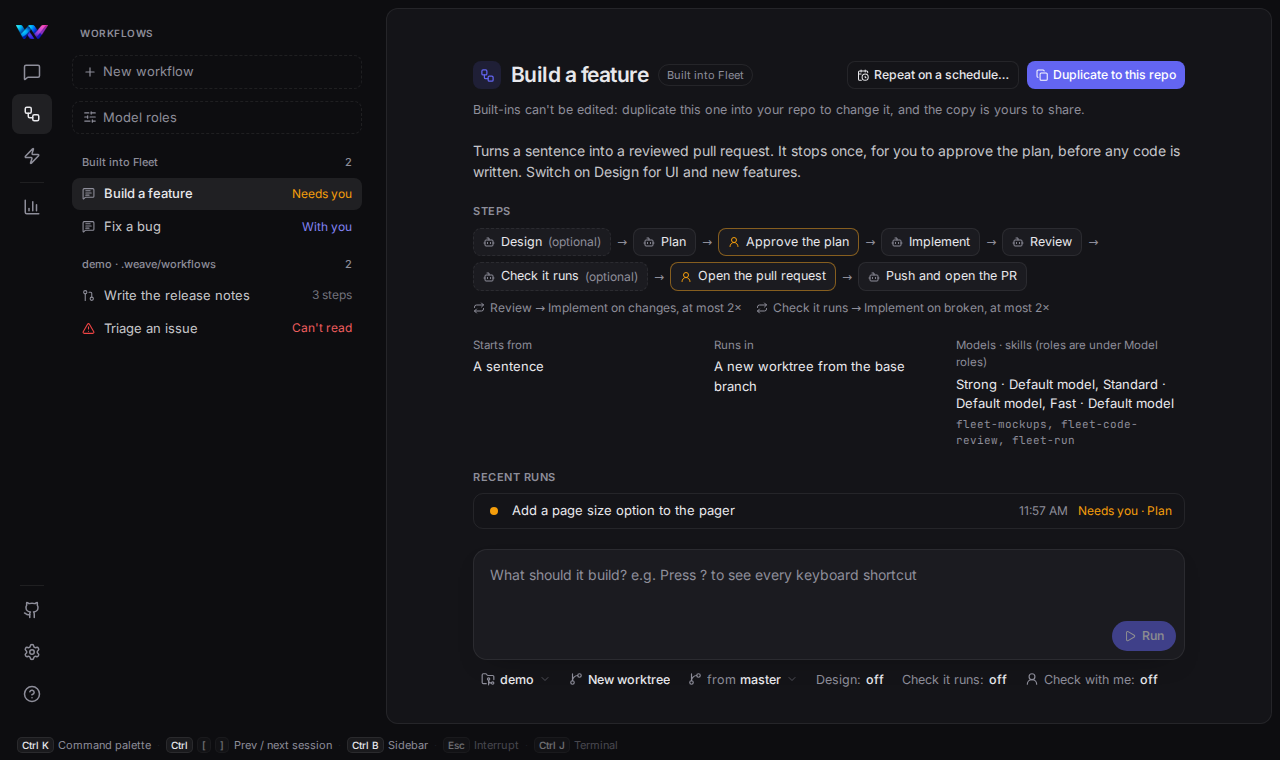 WORKFLOWS
New workflow
Model roles
Built into Fleet 2
Build a feature Needs you
Fix a bug With you
demo · .weave/workflows 2
Write the release notes 3 steps
Triage an issue Can't read
Build a feature Built into Fleet Repeat on a schedule... Duplicate to this repo
Built-ins can't be edited: duplicate this one into your repo to change it, and the copy is yours to share.
Turns a sentence into a reviewed pull request. It stops once, for you to approve the plan, before any code is
written. Switch on Design for UI and new features.
STEPS
Design (optional) → Plan → Approve the plan → Implement → Review →
Check it runs (optional) → Open the pull request → Push and open the PR
Review → Implement on changes, at most 2× Check it runs → Implement on broken, at most 2×
Starts from
A sentence
Runs in
A new worktree from the base
branch
Models · skills (roles are under Model
roles)
Strong · Default model, Standard ·
Default model, Fast · Default model
fleet-mockups, fleet-code-
review, fleet-run
RECENT RUNS
Add a page size option to the pager 11:57 AM Needs you · Plan
What should it build? e.g. Press ? to see every keyboard shortcut
Run
demo New worktree from master Design: off Check it runs: off Check with me: off
Ctrl K Command palette Ctrl [ ] Prev / next session Ctrl B Sidebar Esc Interrupt Ctrl J Terminal